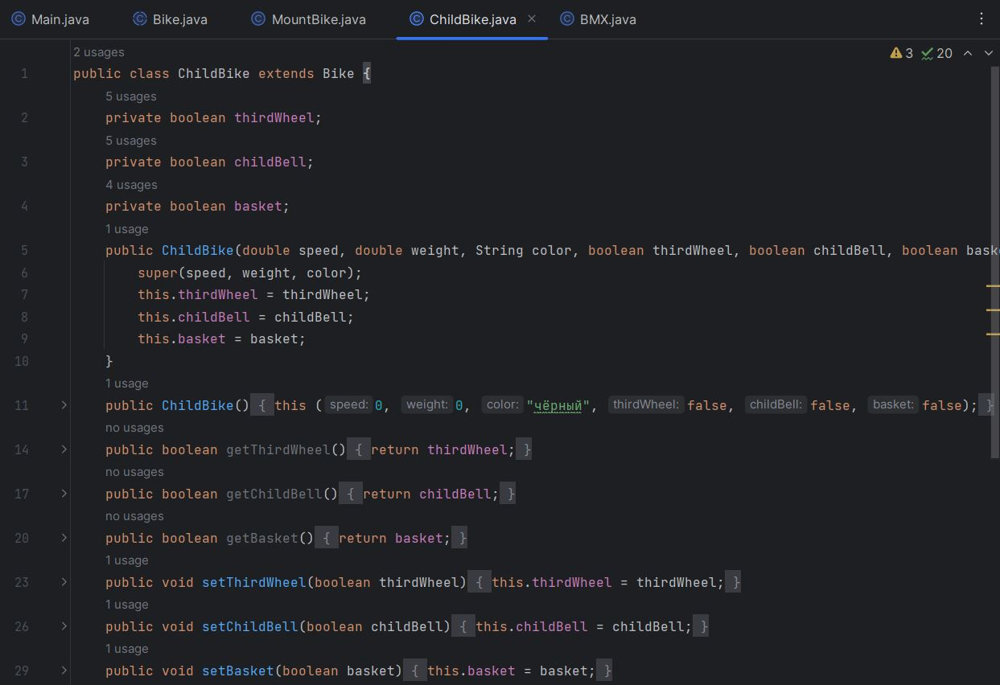 Main.java Bike.java MountBike.java ChildBike.java BMX.java
2 usages 3 20
1 public class ChildBike extends Bike {
5 usages
2 private boolean thirdWheel;
5 usages
3 private boolean childBell;
4 usages
4 private boolean basket;
1 usage
5 public ChildBike(double speed, double weight, String color, boolean thirdWheel, boolean childBell, boolean bask
6 super(speed, weight, color);
7 this.thirdWheel = thirdWheel;
8 this.childBell = childBell;
9 this.basket = basket;
10 }
1 usage
11 public ChildBike() { this ( speed: 0, weight: 0, color: "чёрный", thirdWheel: false, childBell: false, basket: false); }
no usages
14 public boolean getThirdWheel() { return thirdWheel; }
no usages
17 public boolean getChildBell() { return childBell; }
no usages
20 public boolean getBasket() { return basket; }
1 usage
23 public void setThirdWheel(boolean thirdWheel) { this.thirdWheel = thirdWheel; }
1 usage
26 public void setChildBell(boolean childBell) { this.childBell = childBell; }
1 usage
29 public void setBasket(boolean basket) { this.basket = basket; }